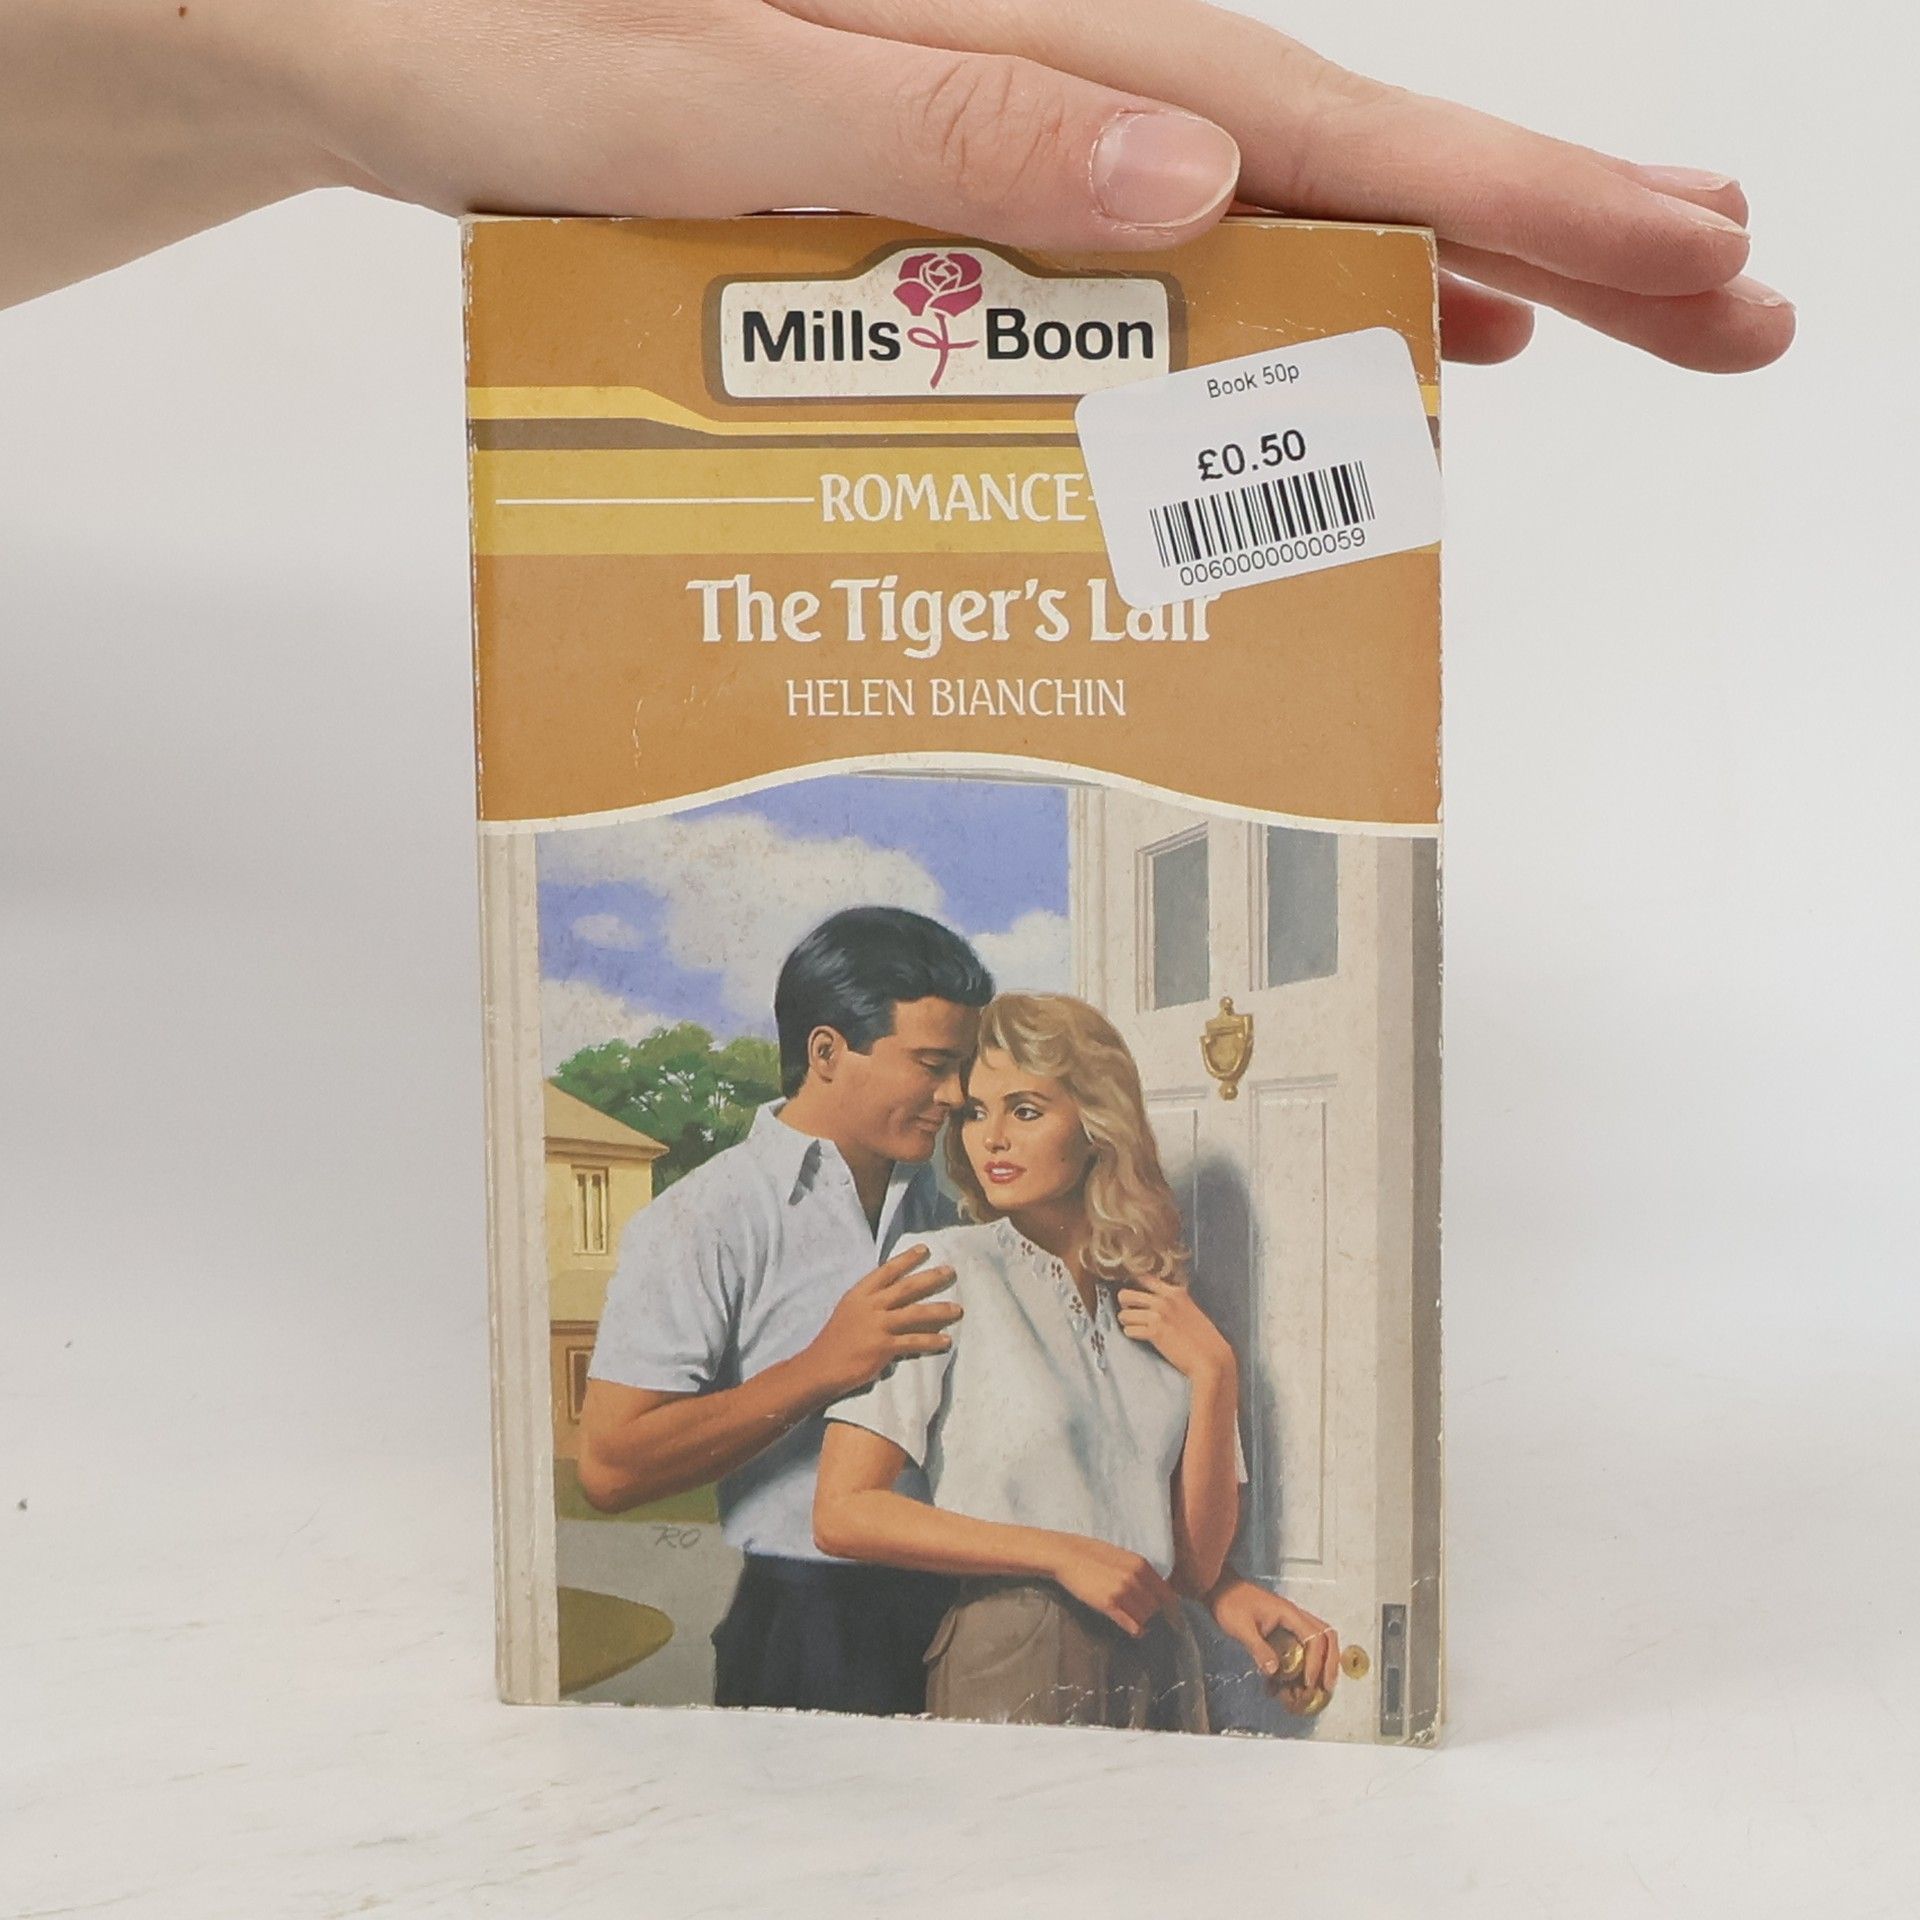 Mills & Boon
Book 50p
£0.50
0060000000059
ROMANCE
The Tiger's Lair
HELEN BIANCHIN
RO